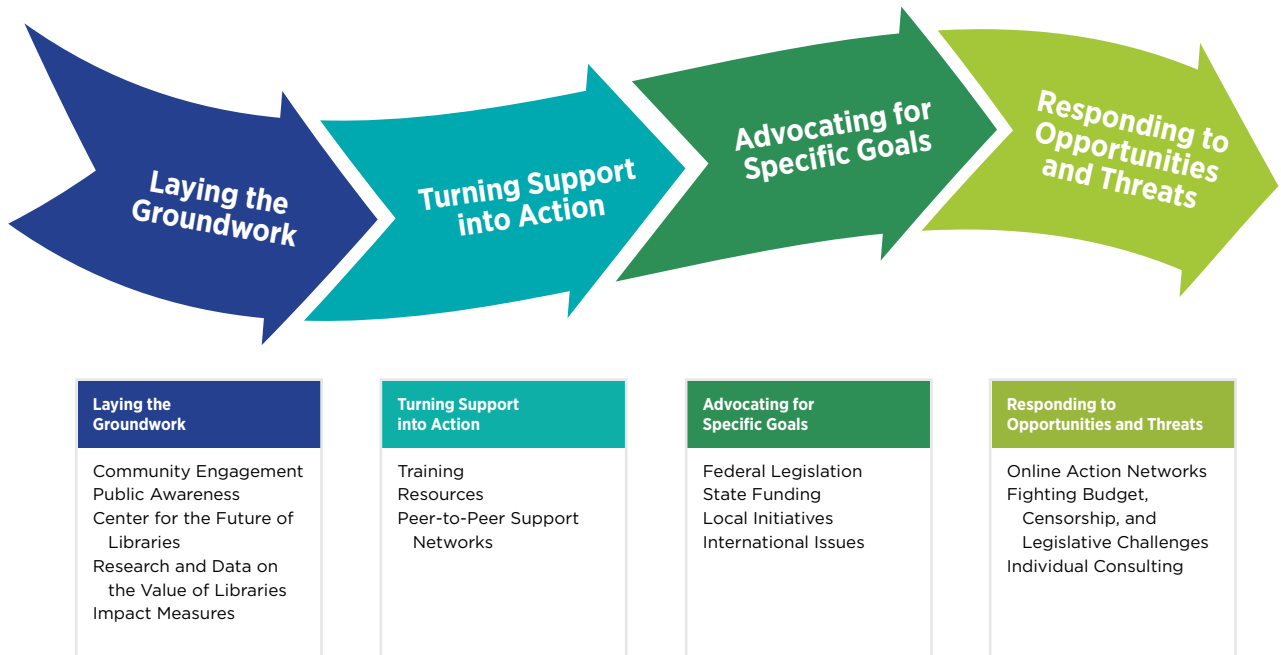 Laying the
Groundwork
Turning Support
into Action
Advocating for
Specific Goals
Responding to
Opportunities
and Threats
Laying the
Groundwork
Community Engagement
Public Awareness
Center for the Future of
Libraries
Research and Data on
the Value of Libraries
Impact Measures
Turning Support
into Action
Training
Resources
Peer-to-Peer Support
Networks
Advocating for
Specific Goals
Federal Legislation
State Funding
Local Initiatives
International Issues
Responding to
Opportunities and Threats
Online Action Networks
Fighting Budget,
Censorship, and
Legislative Challenges
Individual Consulting